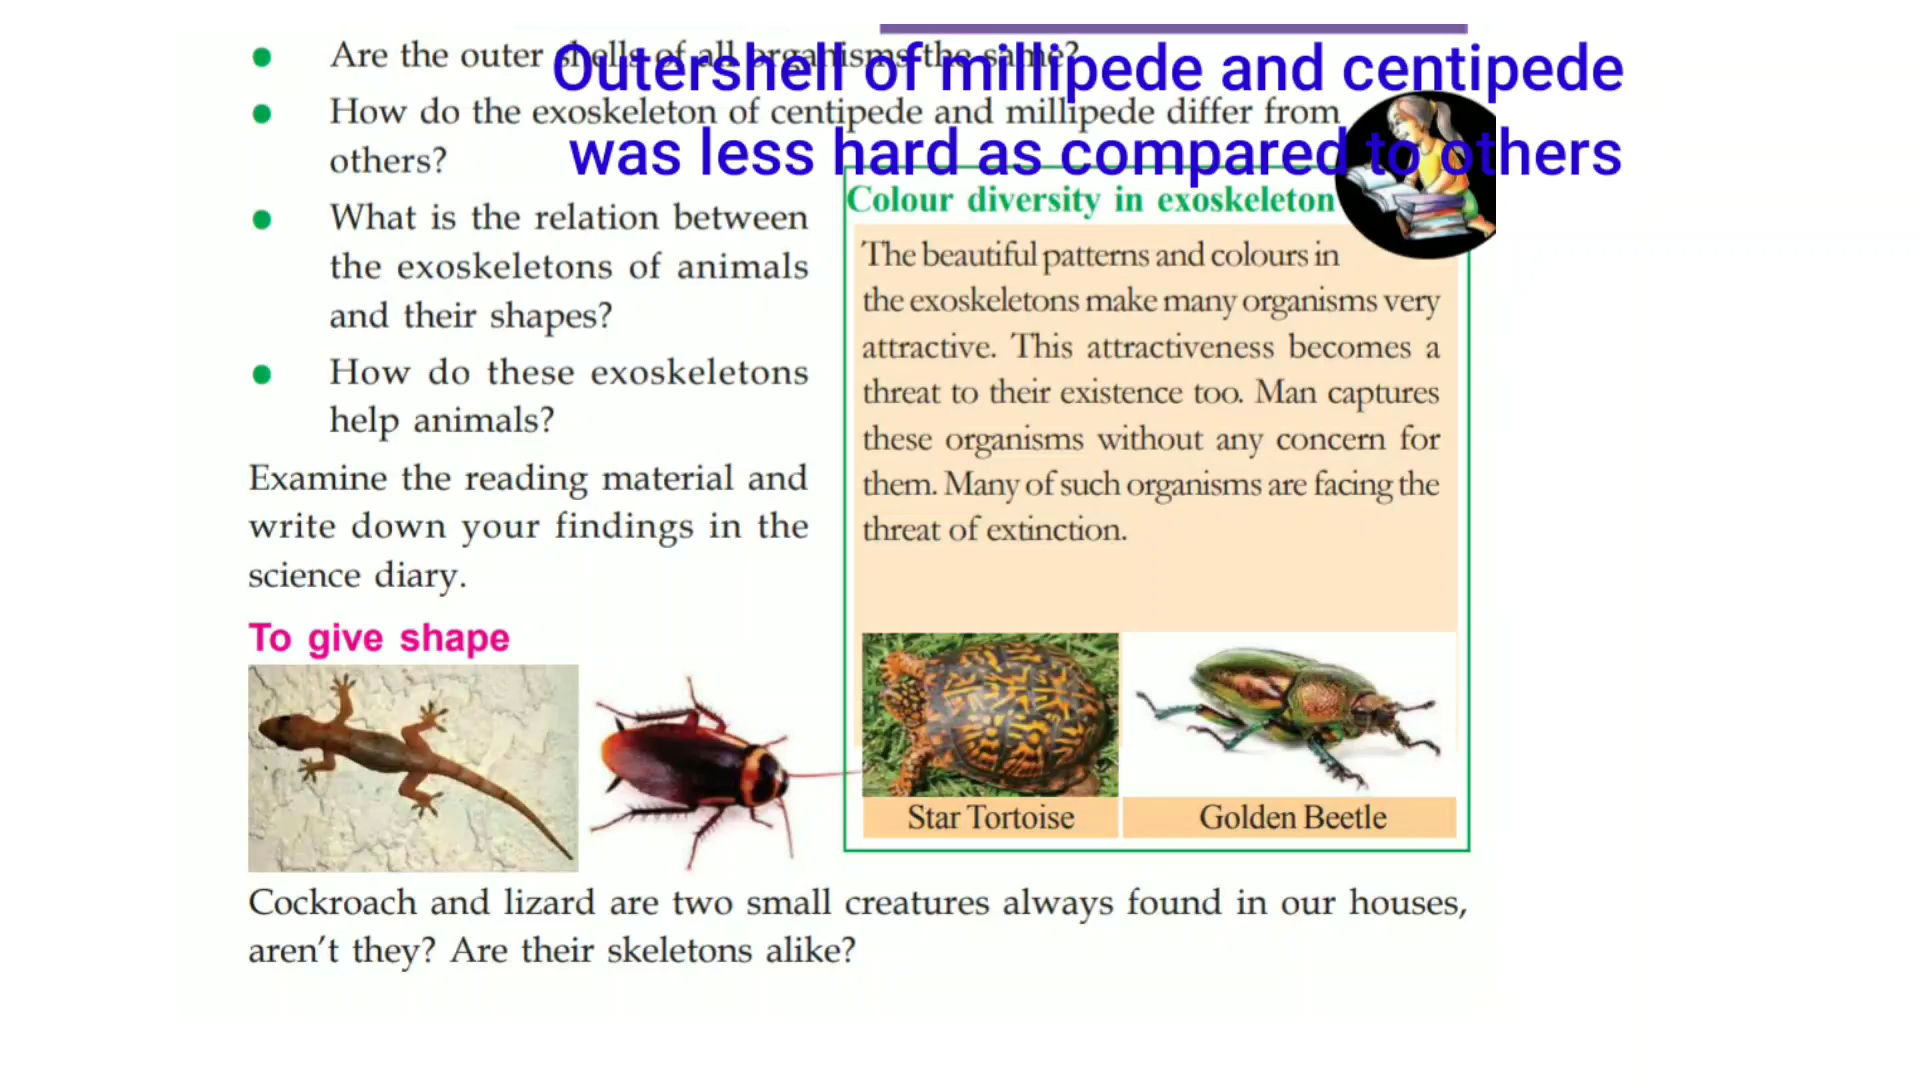 Are the outer shells of all organisms the same?
Outershell of millipede and centipede
was less hard as compared to others
How do the exoskeleton of centipede and millipede differ from
others?
What is the relation between
the exoskeletons of animals
and their shapes?
How do these exoskeletons
help animals?
Examine the reading material and
write down your findings in the
science diary.
To give shape
Colour diversity in exoskeleton
The beautiful patterns and colours in
the exoskeletons make many organisms very
attractive. This attractiveness becomes a
threat to their existence too. Man captures
these organisms without any concern for
them. Many of such organisms are facing the
threat of extinction.
Star Tortoise
Golden Beetle
Cockroach and lizard are two small creatures always found in our houses,
aren't they? Are their skeletons alike?